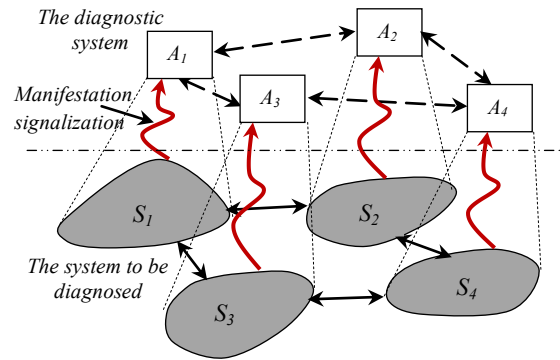 The diagnostic
system
A1
A2
A3
A4
Manifestation
signalization
S1
S2
The system to be
diagnosed
S3
S4